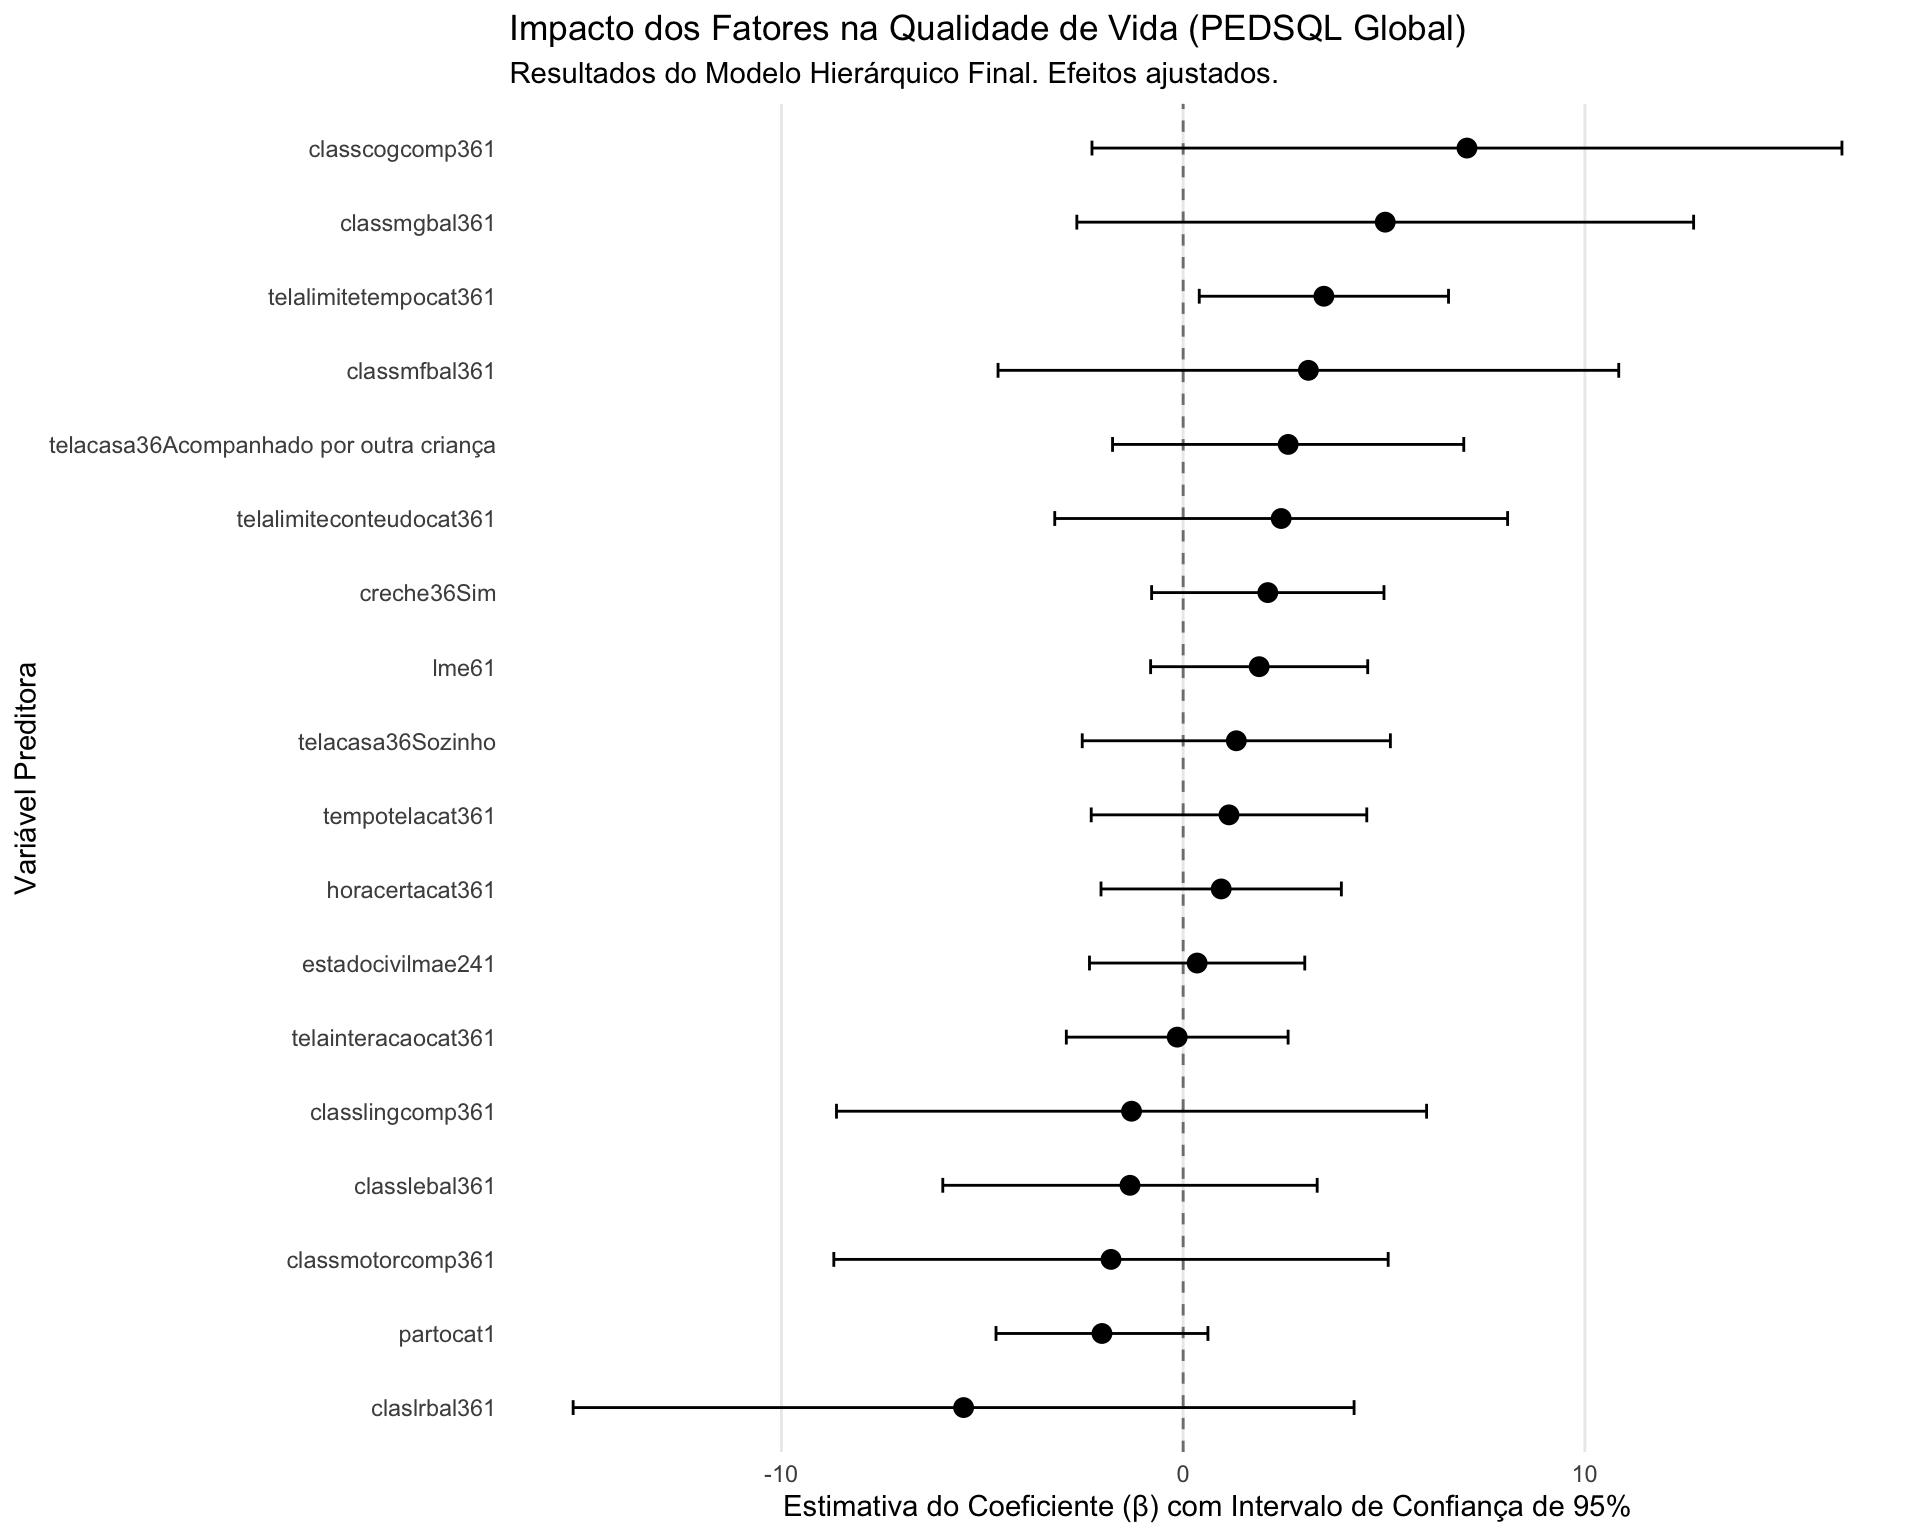 Impacto dos Fatores na Qualidade de Vida (PEDSQL Global)
Resultados do Modelo Hierárquico Final. Efeitos ajustados.
Variável Preditora
classcogcomp361
classmgbal361
telalimitetempocat361
classmfbal361
telacasa36Acompanhado por outra criança
telalimiteconteudocat361
creche36Sim
lme61
telacasa36Sozinho
tempotelacat361
horacertacat361
estadocivilmae241
telainteracaocat361
classlingcomp361
classlebal361
classmotorcomp361
partocat1
claslrbal361
-10 0 10
Estimativa do Coeficiente (β) com Intervalo de Confiança de 95%